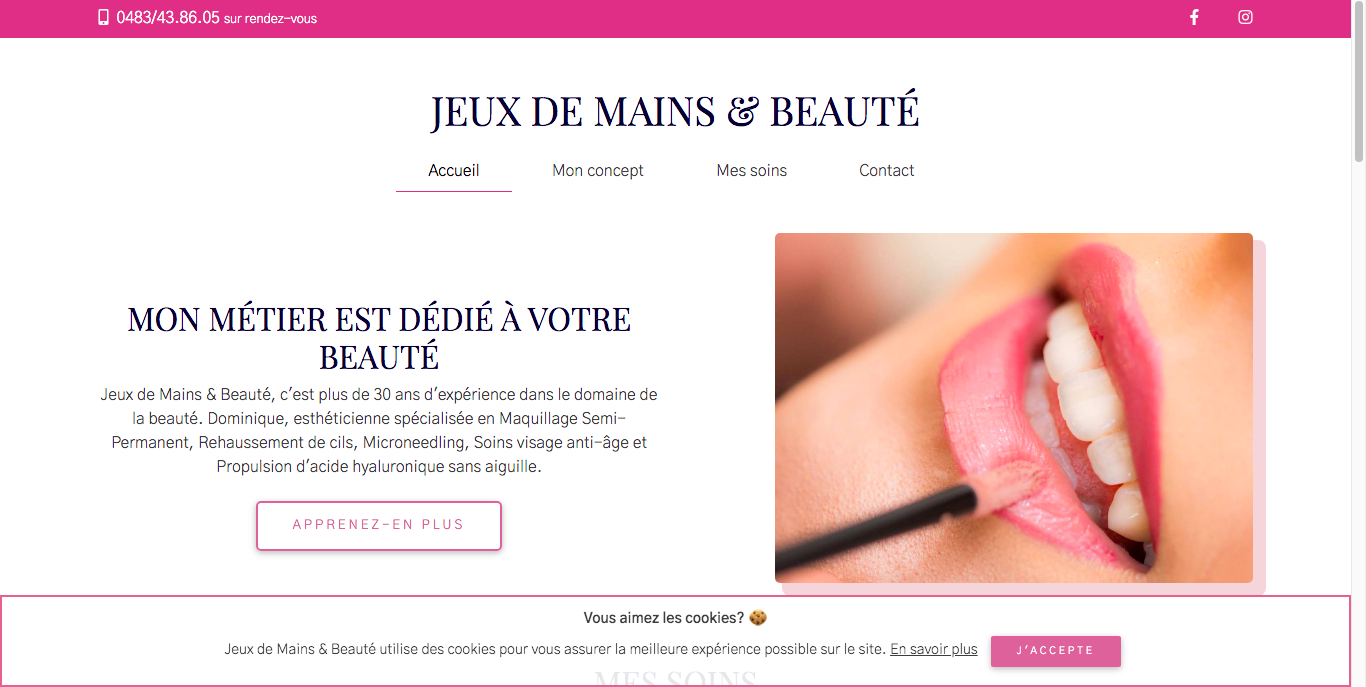 0483/43.86.05 sur rendez-vous
JEUX DE MAINS & BEAUTÉ
Accueil Mon concept Mes soins Contact
MON MÉTIER EST DÉDIÉ À VOTRE
BEAUTÉ
Jeux de Mains & Beauté, c’est plus de 30 ans d’expérience dans le domaine de
la beauté. Dominique, esthéticienne spécialisée en Maquillage Semi-
Permanent, Rehaussement de cils, Microneedling, Soins visage anti-âge et
Propulsion d’acide hyaluronique sans aiguille.
APPRENEZ-EN PLUS
Vous aimez les cookies? 🍪
Jeux de Mains & Beauté utilise des cookies pour vous assurer la meilleure expérience possible sur le site. En savoir plus J’ACCEPTE
MES SOINS